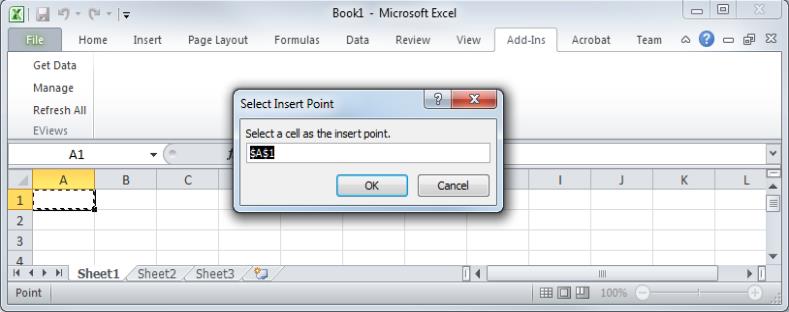 Book1 - Microsoft Excel
File Home Insert Page Layout Formulas Data Review View Add-Ins Acrobat Team
Get Data
Manage
Refresh All
EViews
Select Insert Point
Select a cell as the insert point.
$A$1
OK Cancel
A1
A B C I J K L
1
2
3
4
Sheet1 Sheet2 Sheet3
Point 100%